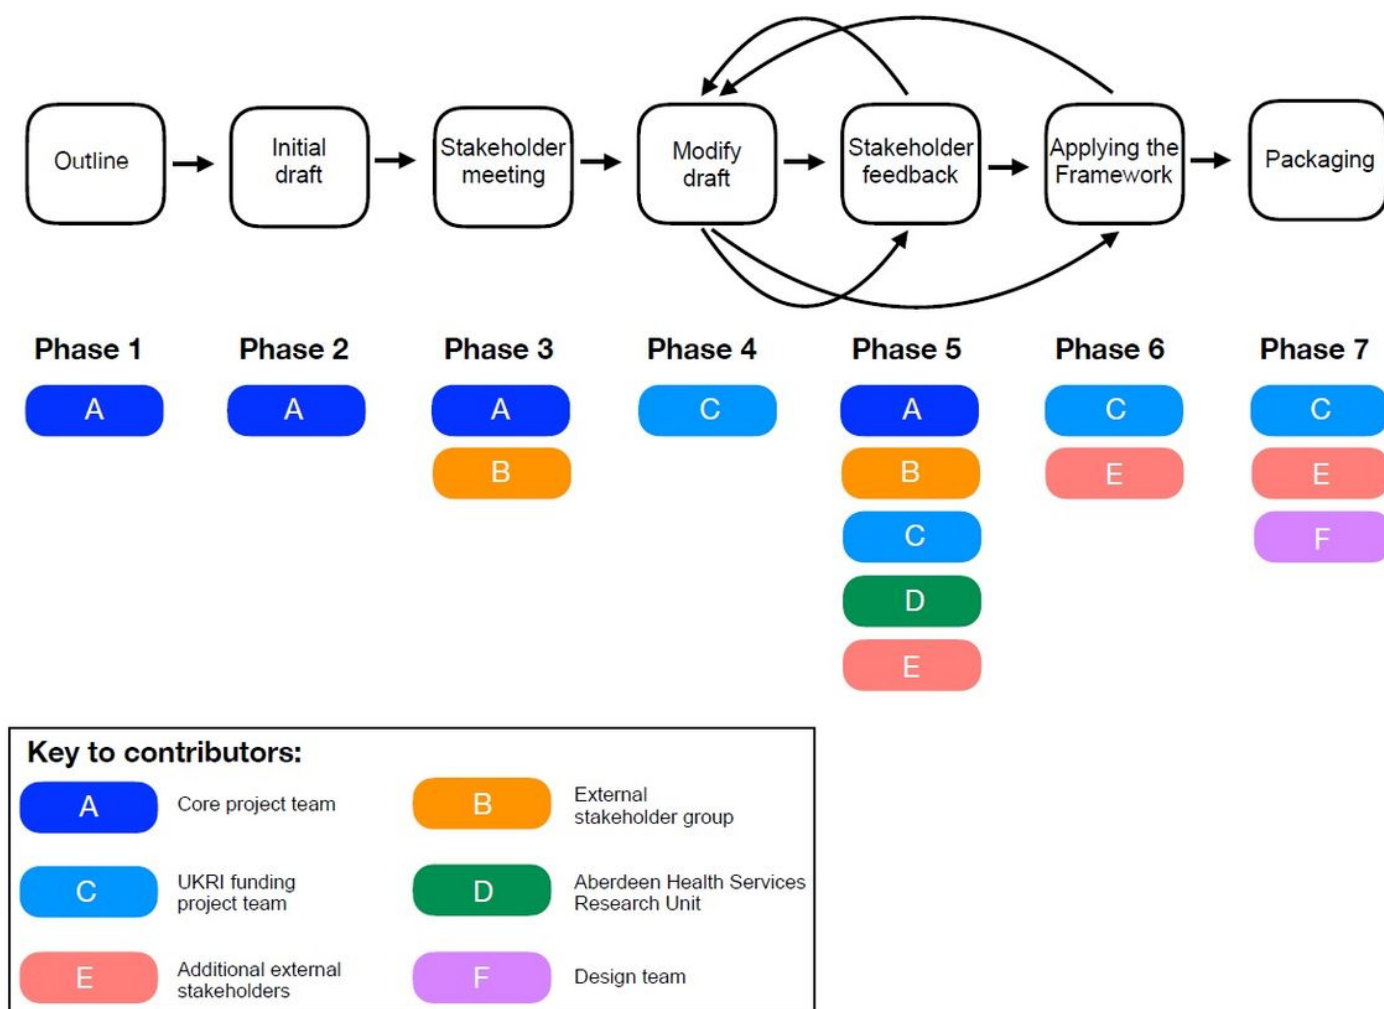 Outline
Initial
draft
Stakeholder
meeting
Modify
draft
Stakeholder
feedback
Applying the
Framework
Packaging
Phase 1
Phase 2
Phase 3
Phase 4
Phase 5
Phase 6
Phase 7
A
A
A
C
A
C
C
B
B
E
E
C
F
D
E
Key to contributors:
A
Core project team
B
External
stakeholder group
C
UKRI funding
project team
D
Aberdeen Health Services
Research Unit
E
Additional external
stakeholders
F
Design team